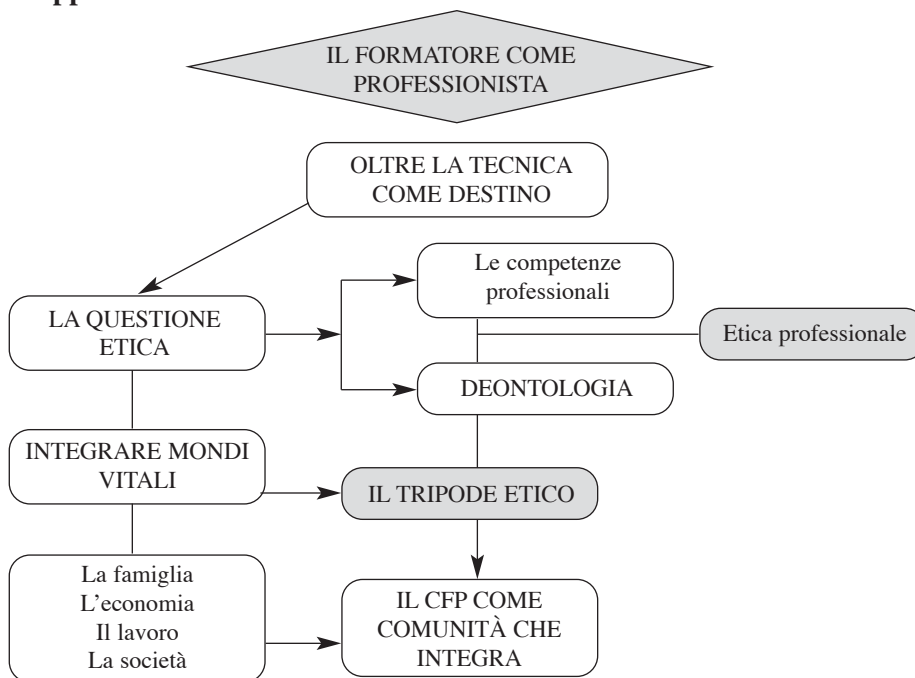 IL FORMATORE COME
PROFESSIONISTA
OLTRE LA TECNICA
COME DESTINO
Le competenze
professionali
LA QUESTIONE
ETICA
Etica professionale
DEONTOLOGIA
INTEGRARE MONDI
VITALI
IL TRIPODE ETICO
La famiglia
L'economia
Il lavoro
La società
IL CFP COME
COMUNITÀ CHE
INTEGRA